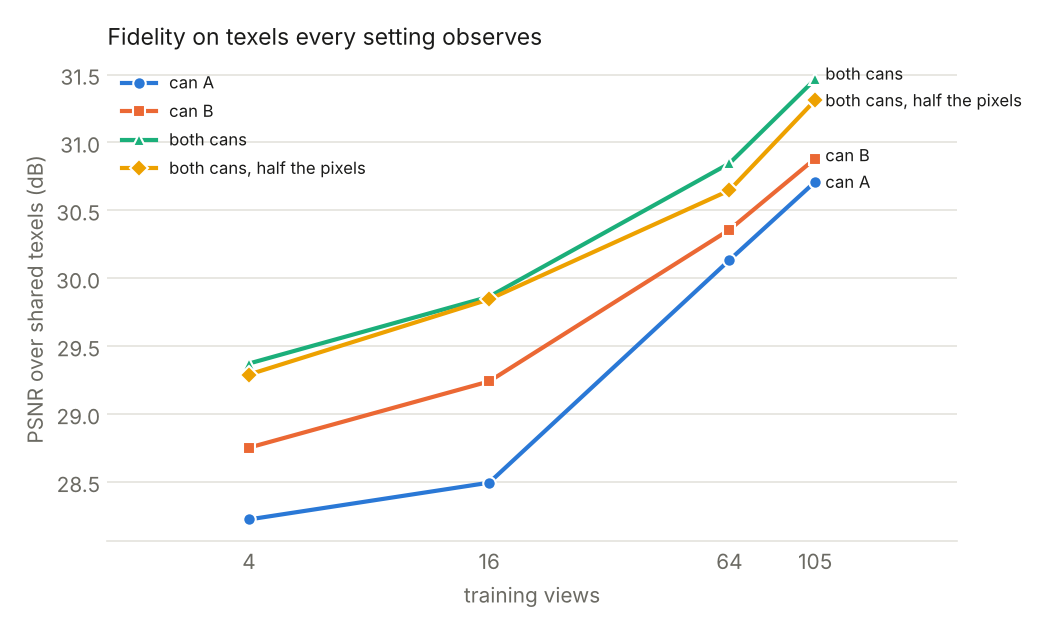 Fidelity on texels every setting observes
can A
can B
both cans
both cans, half the pixels
PSNR over shared texels (dB)
31.5
31.0
30.5
30.0
29.5
29.0
28.5
both cans
both cans, half the pixels
can B
can A
4
16
64
105
training views